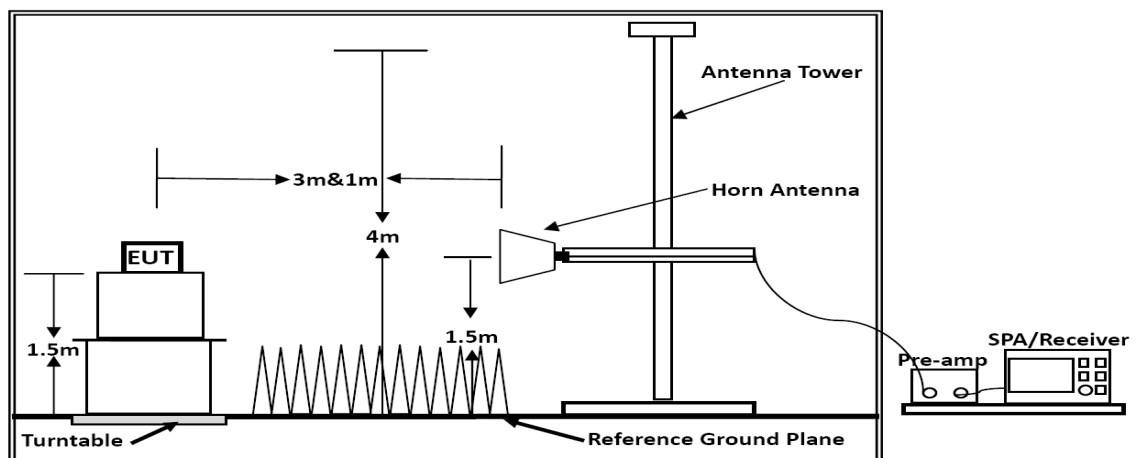 Antenna Tower
3m&1m
Horn Antenna
4m
EUT
1.5m
1.5m
SPA/Receiver
Pre-amp
Turntable
Reference Ground Plane